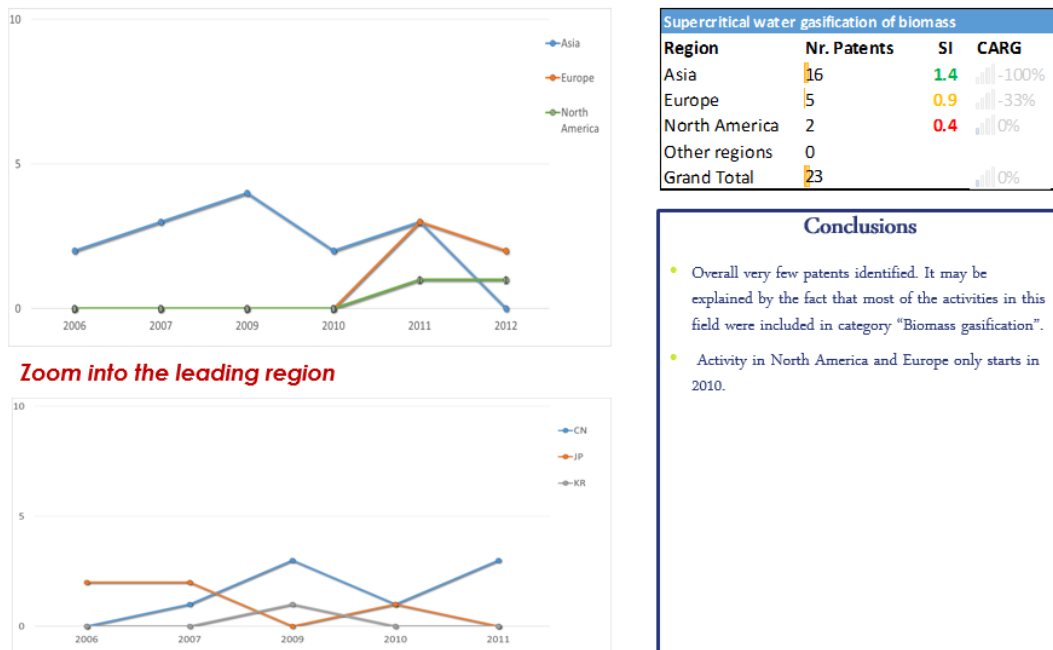 10
5
0
2006 2007 2009 2010 2011 2012
Asia
Europe
North
America
Zoom into the leading region
10
5
0
2006 2007 2009 2010 2011
CN
JP
KR
Supercritical water gasification of biomass
Region Nr. Patents SI CARG
Asia 16 1.4 -100%
Europe 5 0.9 -33%
North America 2 0.4 0%
Other regions 0
Grand Total 23 0%
Conclusions
• Overall very few patents identified. It may be
explained by the fact that most of the activities in this
field were included in category “Biomass gasification”.
• Activity in North America and Europe only starts in
2010.